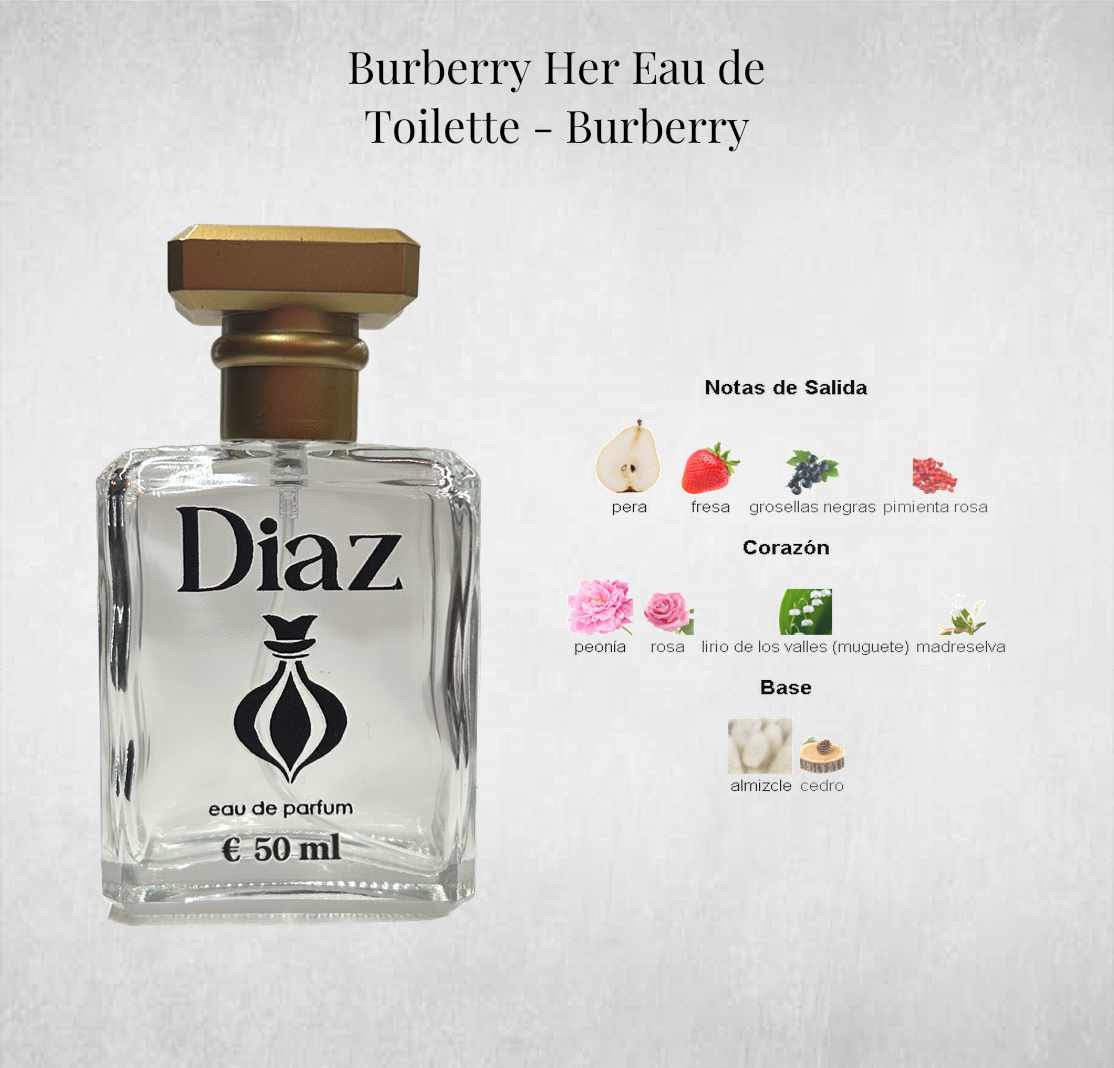 Burberry Her Eau de
Toilette - Burberry
Diaz
eau de parfum
€ 50 ml
Notas de Salida
pera fresa grosellas negras pimienta rosa
Corazón
peonía rosa lirio de los valles (muguete) madreselva
Base
almizcle cedro